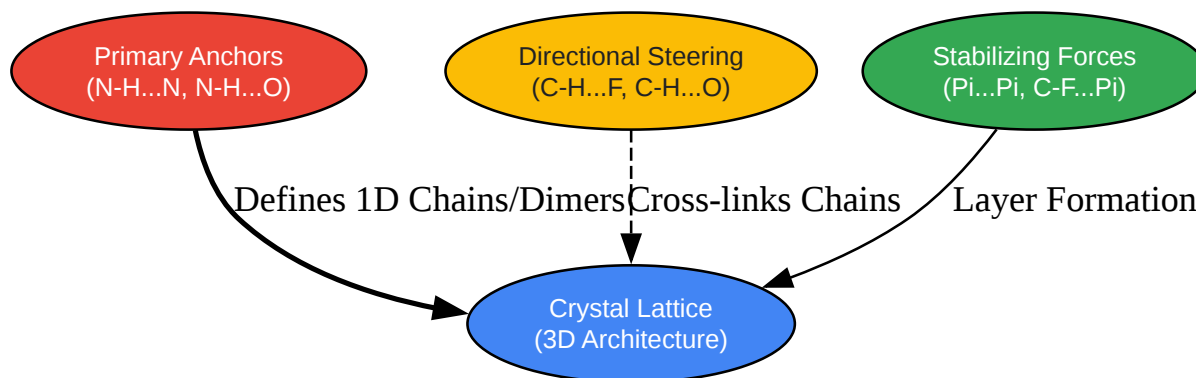 Primary Anchors
(N-H...N, N-H...O)
Directional Steering
(C-H...F, C-H...O)
Stabilizing Forces
(Pi...Pi, C-F...Pi)
Defines 1D Chains/Dimers
Cross-links Chains
Layer Formation
Crystal Lattice
(3D Architecture)